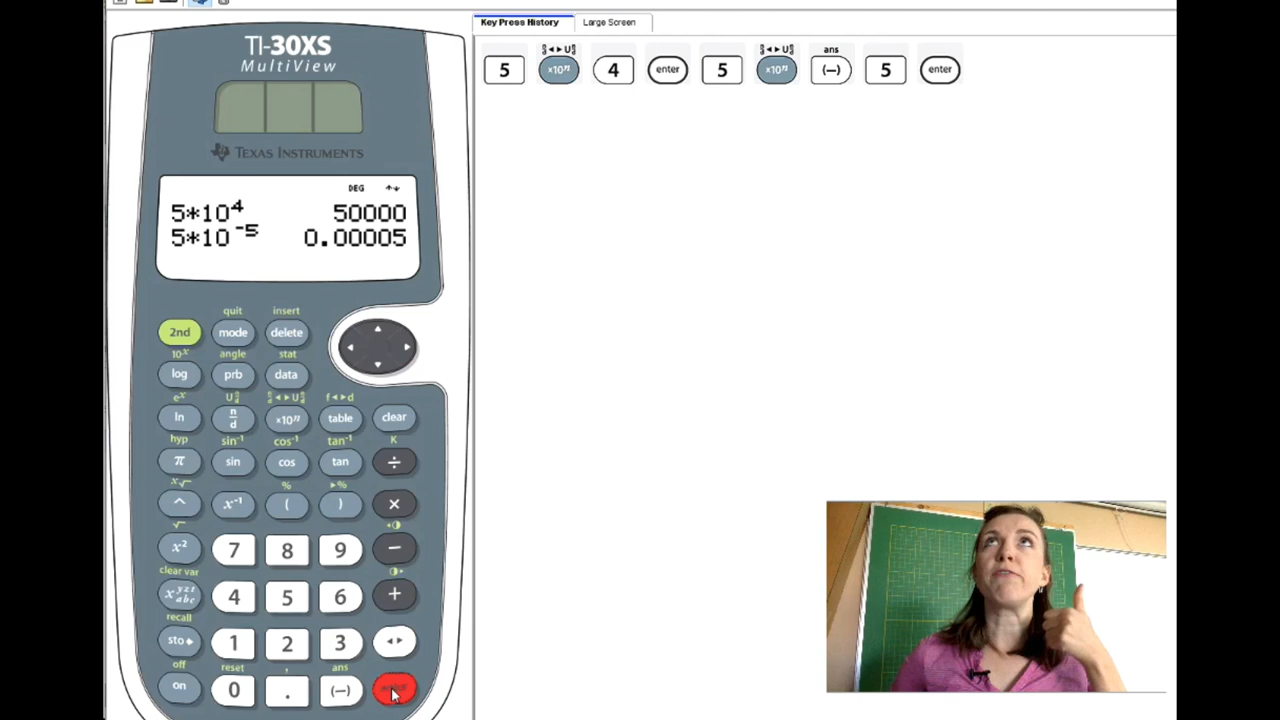 Key Press History
Large Screen
5 ×10ⁿ 4 enter 5 ×10ⁿ ans (−) 5 enter
TI-30XS
MultiView
TEXAS INSTRUMENTS
DEG
5*10⁴ 50000
5*10⁻⁵ 0.00005
quit insert
2nd mode delete
10ˣ angle stat
log prb data
eˣ f◄►d
ln n/d ×10ⁿ table clear
hyp sin⁻¹ cos⁻¹ tan⁻¹ K
π sin cos tan ÷
ˣ√ % ►%
^ x⁻¹ ( ) ×
√
x² 7 8 9 −
clear var
x yzt abc 4 5 6 +
recall
sto► 1 2 3 ◄►
off reset , ans
on 0 . (−)